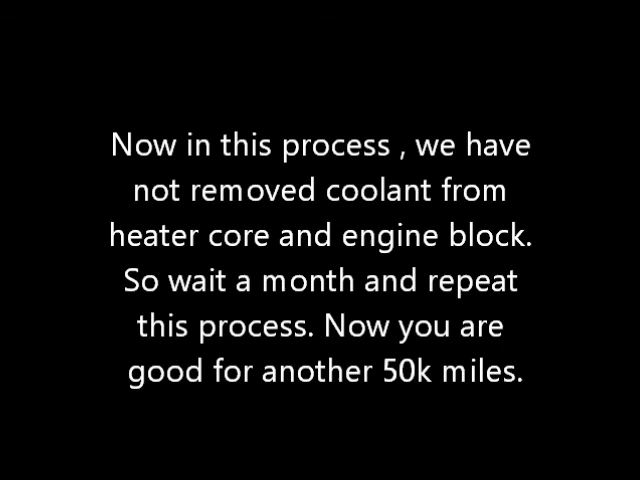 Now in this process , we have
not removed coolant from
heater core and engine block.
So wait a month and repeat
this process. Now you are
good for another 50k miles.